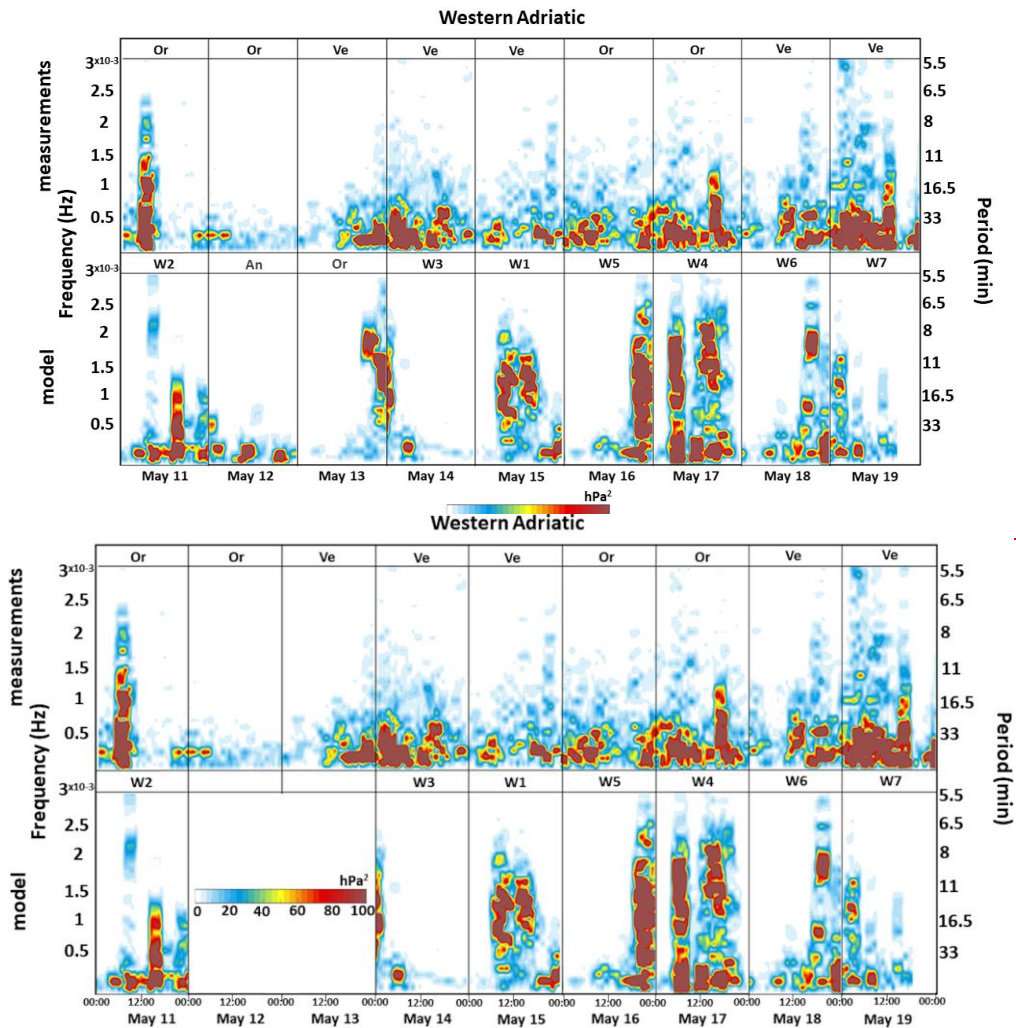 Western Adriatic
Or Or Ve Ve Ve Or Or Ve Ve
measurements
3x10-3 5.5
2.5 6.5
2 8
1.5 11
1 16.5
0.5 33
Frequency (Hz)
Period (min)
W2 An Or W3 W1 W5 W4 W6 W7
model
3x10-3 5.5
2.5 6.5
2 8
1.5 11
1 16.5
0.5 33
May 11 May 12 May 13 May 14 May 15 May 16 May 17 May 18 May 19
hPa2
Western Adriatic
Or Or Ve Ve Ve Or Or Ve Ve
measurements
3x10-3 5.5
2.5 6.5
2 8
1.5 11
1 16.5
0.5 33
Frequency (Hz)
Period (min)
W2 W3 W1 W5 W4 W6 W7
model
3x10-3 5.5
2.5 6.5
2 8
1.5 11
1 16.5
0.5 33
hPa2
0 20 40 60 80 100
00:00 12:00 00:00 12:00 00:00 12:00 00:00 12:00 00:00 12:00 00:00 12:00 00:00 12:00 00:00 12:00 00:00 12:00 00:00
May 11 May 12 May 13 May 14 May 15 May 16 May 17 May 18 May 19